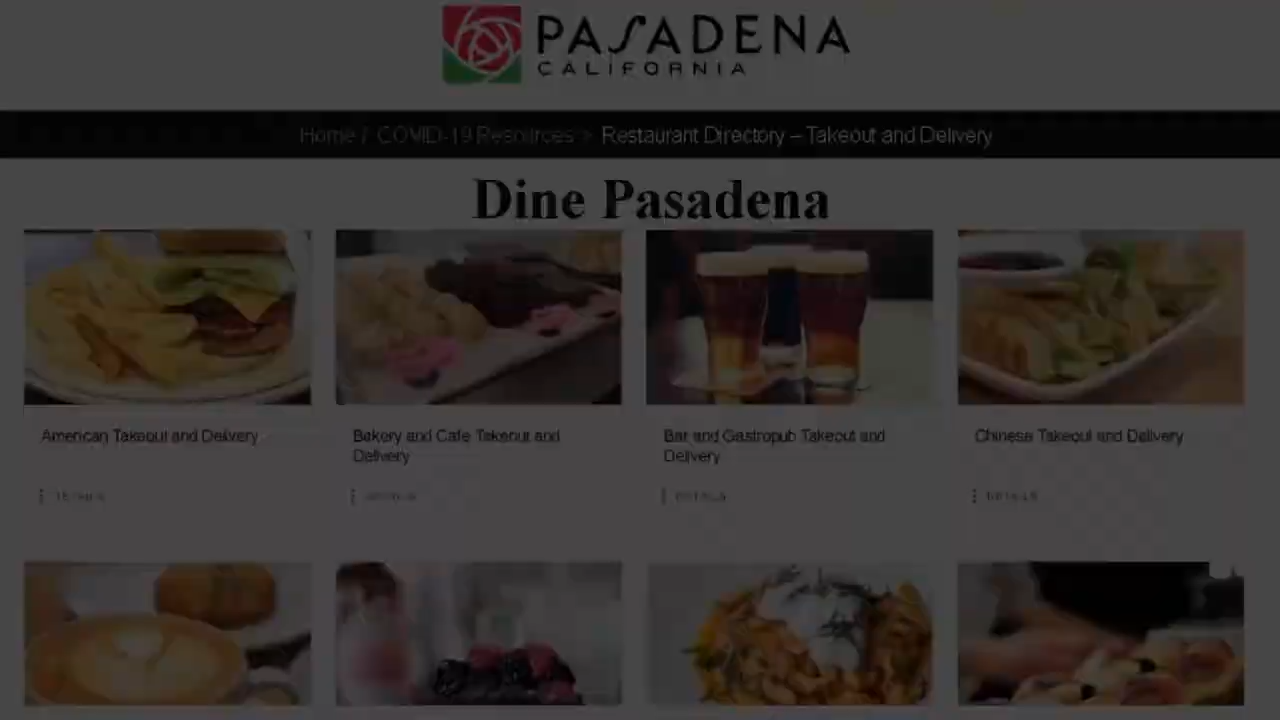 PASADENA
CALIFORNIA
Home / COVID-19 Resources > Restaurant Directory – Takeout and Delivery
Dine Pasadena
American Takeout and Delivery
Bakery and Cafe Takeout and
Delivery
Bar and Gastropub Takeout and
Delivery
Chinese Takeout and Delivery